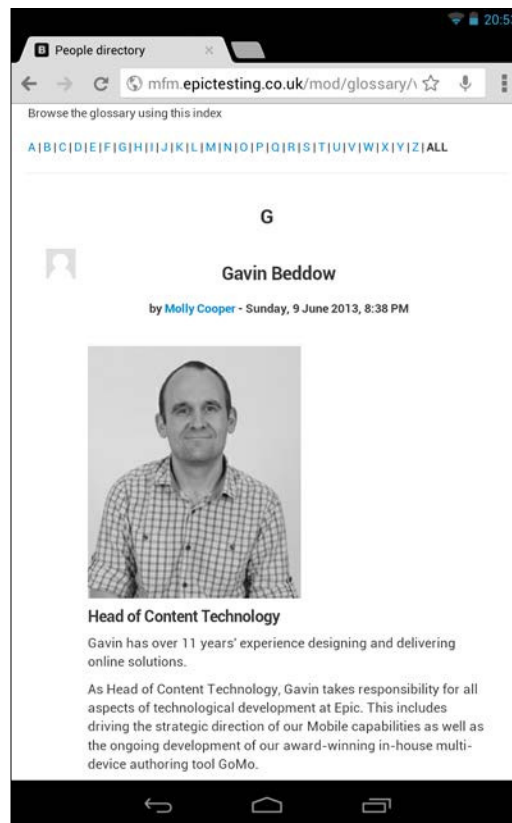 20:53
People directory
mfm.epictesting.co.uk/mod/glossary/
Browse the glossary using this index
A|B|C|D|E|F|G|H|I|J|K|L|M|N|O|P|Q|R|S|T|U|V|W|X|Y|Z|ALL
G
Gavin Beddow
by Molly Cooper - Sunday, 9 June 2013, 8:38 PM
Head of Content Technology
Gavin has over 11 years' experience designing and delivering
online solutions.
As Head of Content Technology, Gavin takes responsibility for all
aspects of technological development at Epic. This includes
driving the strategic direction of our Mobile capabilities as well as
the ongoing development of our award-winning in-house multi-
device authoring tool GoMo.